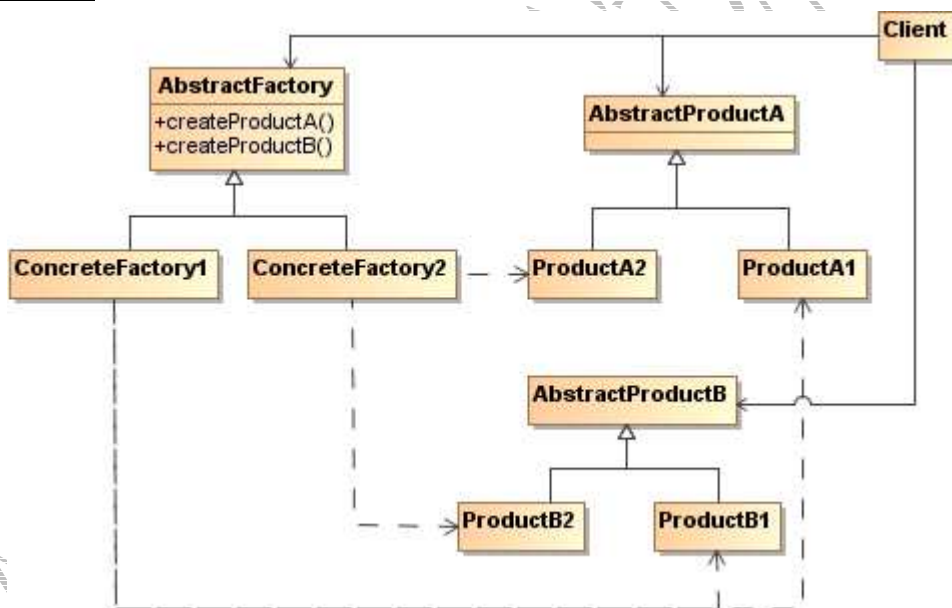 Client
AbstractFactory
+createProductA()
+createProductB()
AbstractProductA
ConcreteFactory1
ConcreteFactory2
ProductA2
ProductA1
AbstractProductB
ProductB2
ProductB1